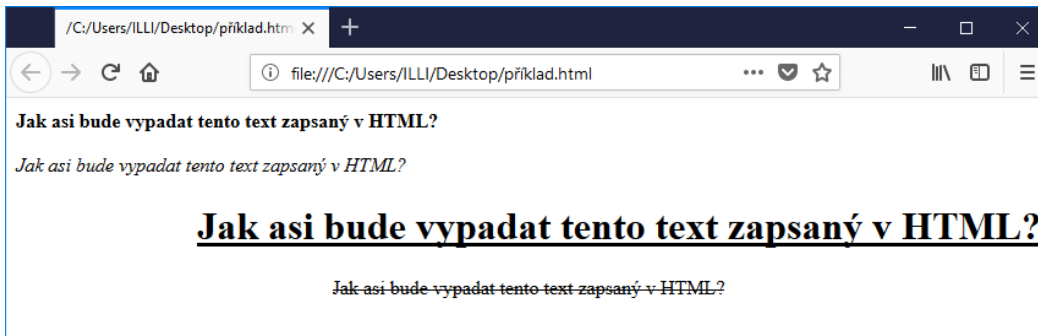 /C:/Users/ILLI/Desktop/příklad.htm
file:///C:/Users/ILLI/Desktop/příklad.html
Jak asi bude vypadat tento text zapsaný v HTML?
Jak asi bude vypadat tento text zapsaný v HTML?
Jak asi bude vypadat tento text zapsaný v HTML?
Jak asi bude vypadat tento text zapsaný v HTML?